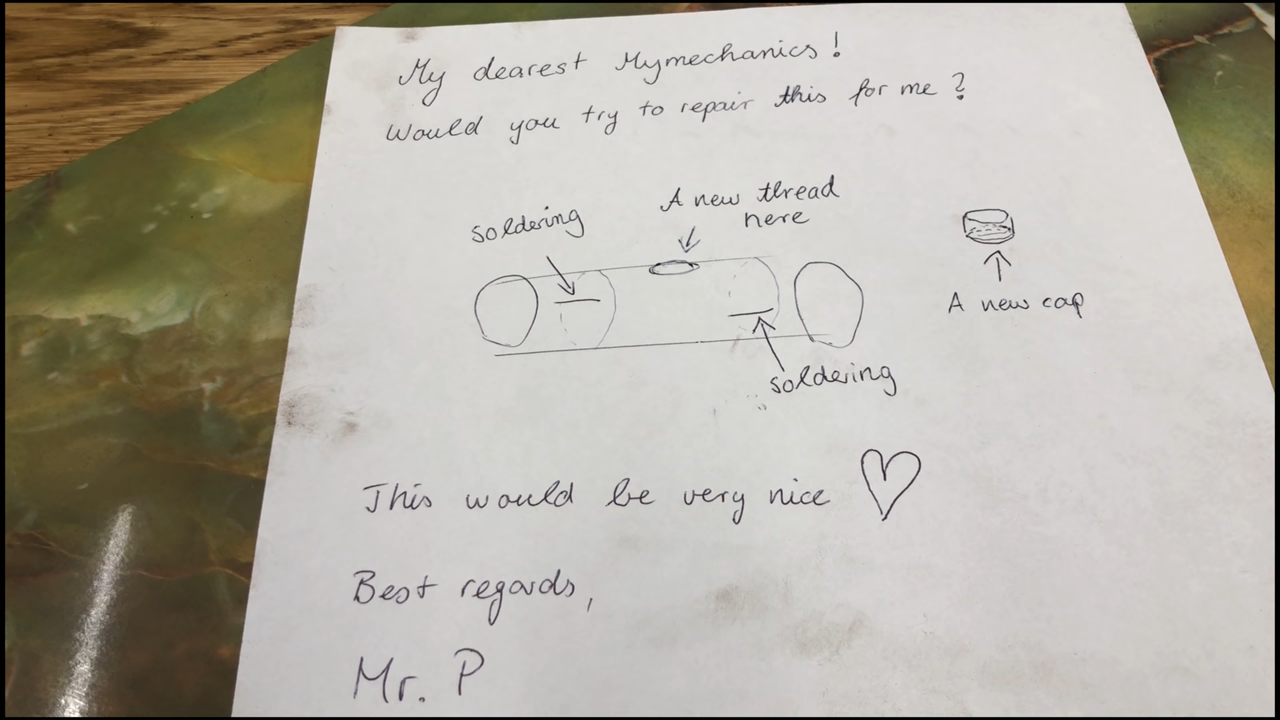 My dearest Mymechanics!
Would you try to repair this for me?
soldering
A new thread
here
A new cap
soldering
This would be very nice ♡
Best regards,
Mr. P